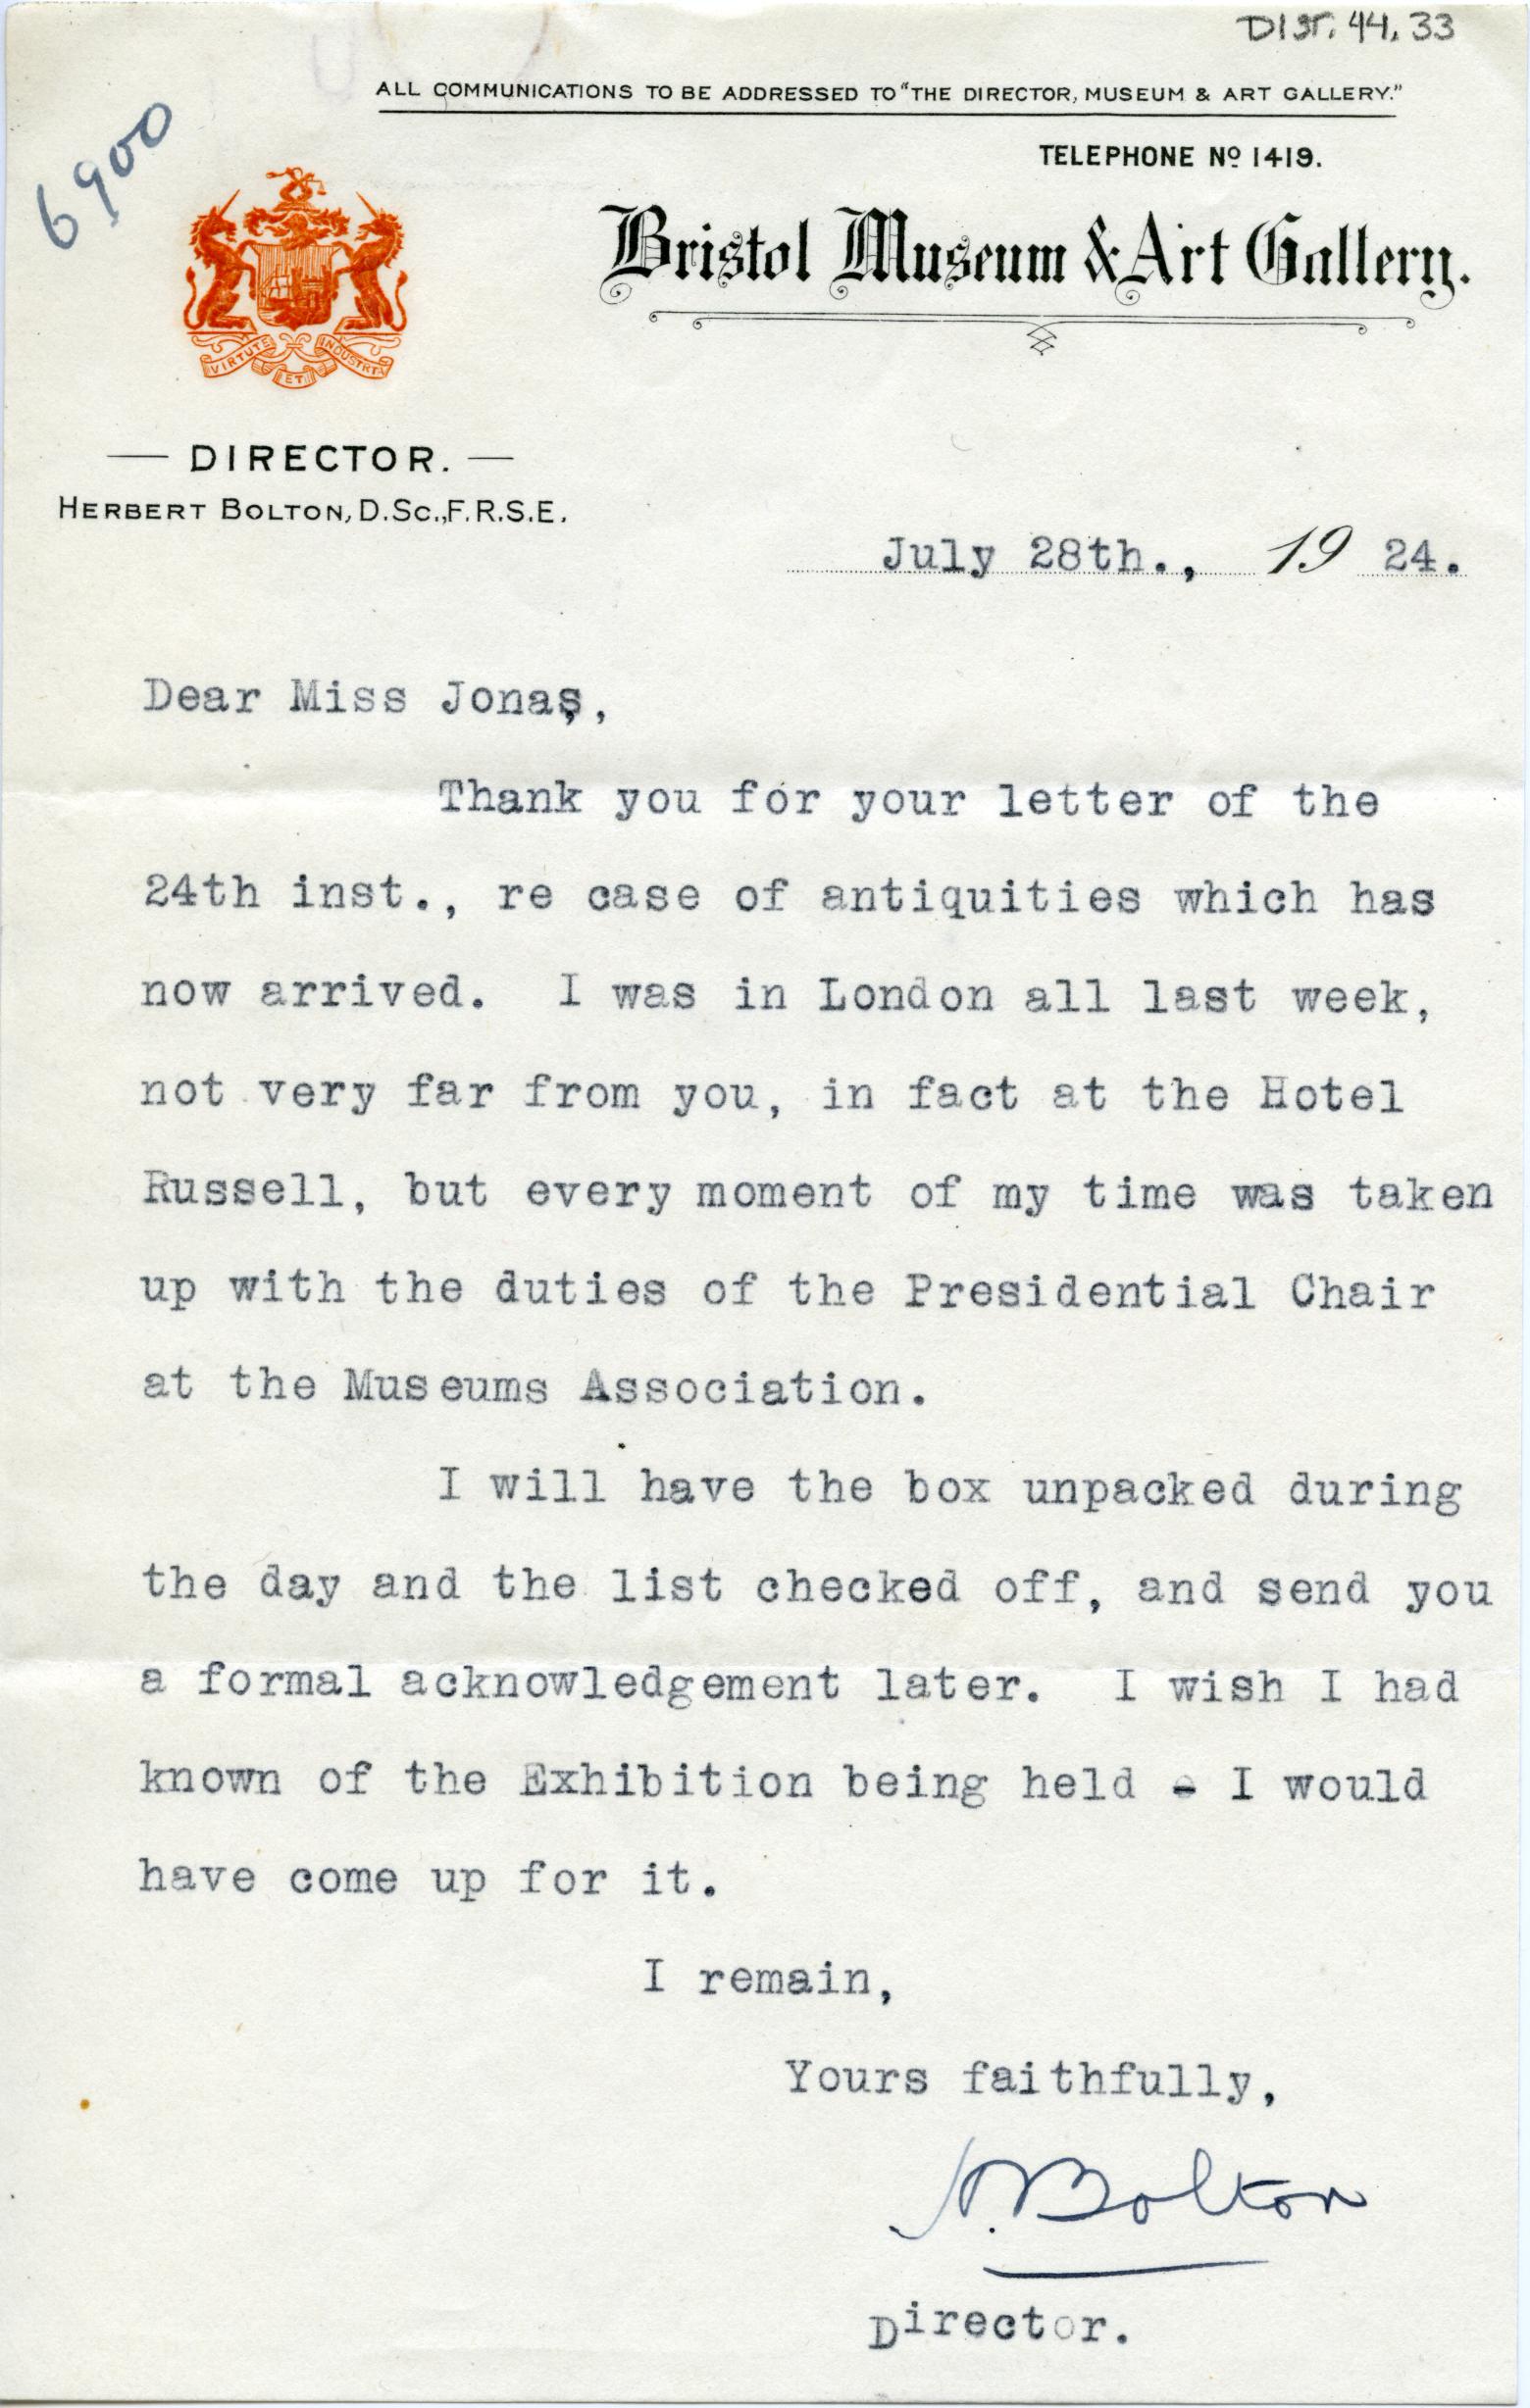 DIST. 44.33
ALL COMMUNICATIONS TO BE ADDRESSED TO "THE DIRECTOR, MUSEUM & ART GALLERY."
6900
TELEPHONE Nº 1419.
Bristol Museum & Art Gallery.
VIRTUTE ET INDUSTRIA
DIRECTOR.
HERBERT BOLTON, D.Sc., F.R.S.E.
July 28th., 19 24.
Dear Miss Jonas,
Thank you for your letter of the
24th inst., re case of antiquities which has
now arrived. I was in London all last week,
not very far from you, in fact at the Hotel
Russell, but every moment of my time was taken
up with the duties of the Presidential Chair
at the Museums Association.
I will have the box unpacked during
the day and the list checked off, and send you
a formal acknowledgement later. I wish I had
known of the Exhibition being held - I would
have come up for it.
I remain,
Yours faithfully,
H. Bolton
Director.